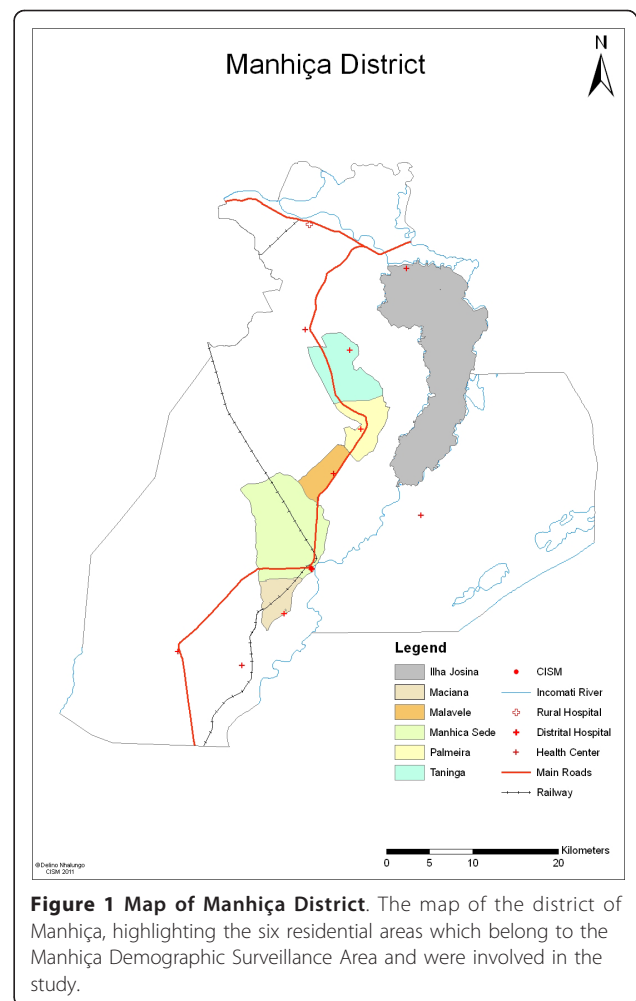 Manhiça District
N
Legend
Ilha Josina
Maciana
Malavele
Manhica Sede
Palmeira
Taninga
CISM
Incomati River
Rural Hospital
Distrital Hospital
Health Center
Main Roads
Railway
Kilometers
0 5 10 20
©Delino Nhalungo
CISM 2011
Figure 1 Map of Manhiça District. The map of the district of
Manhiça, highlighting the six residential areas which belong to the
Manhiça Demographic Surveillance Area and were involved in the
study.